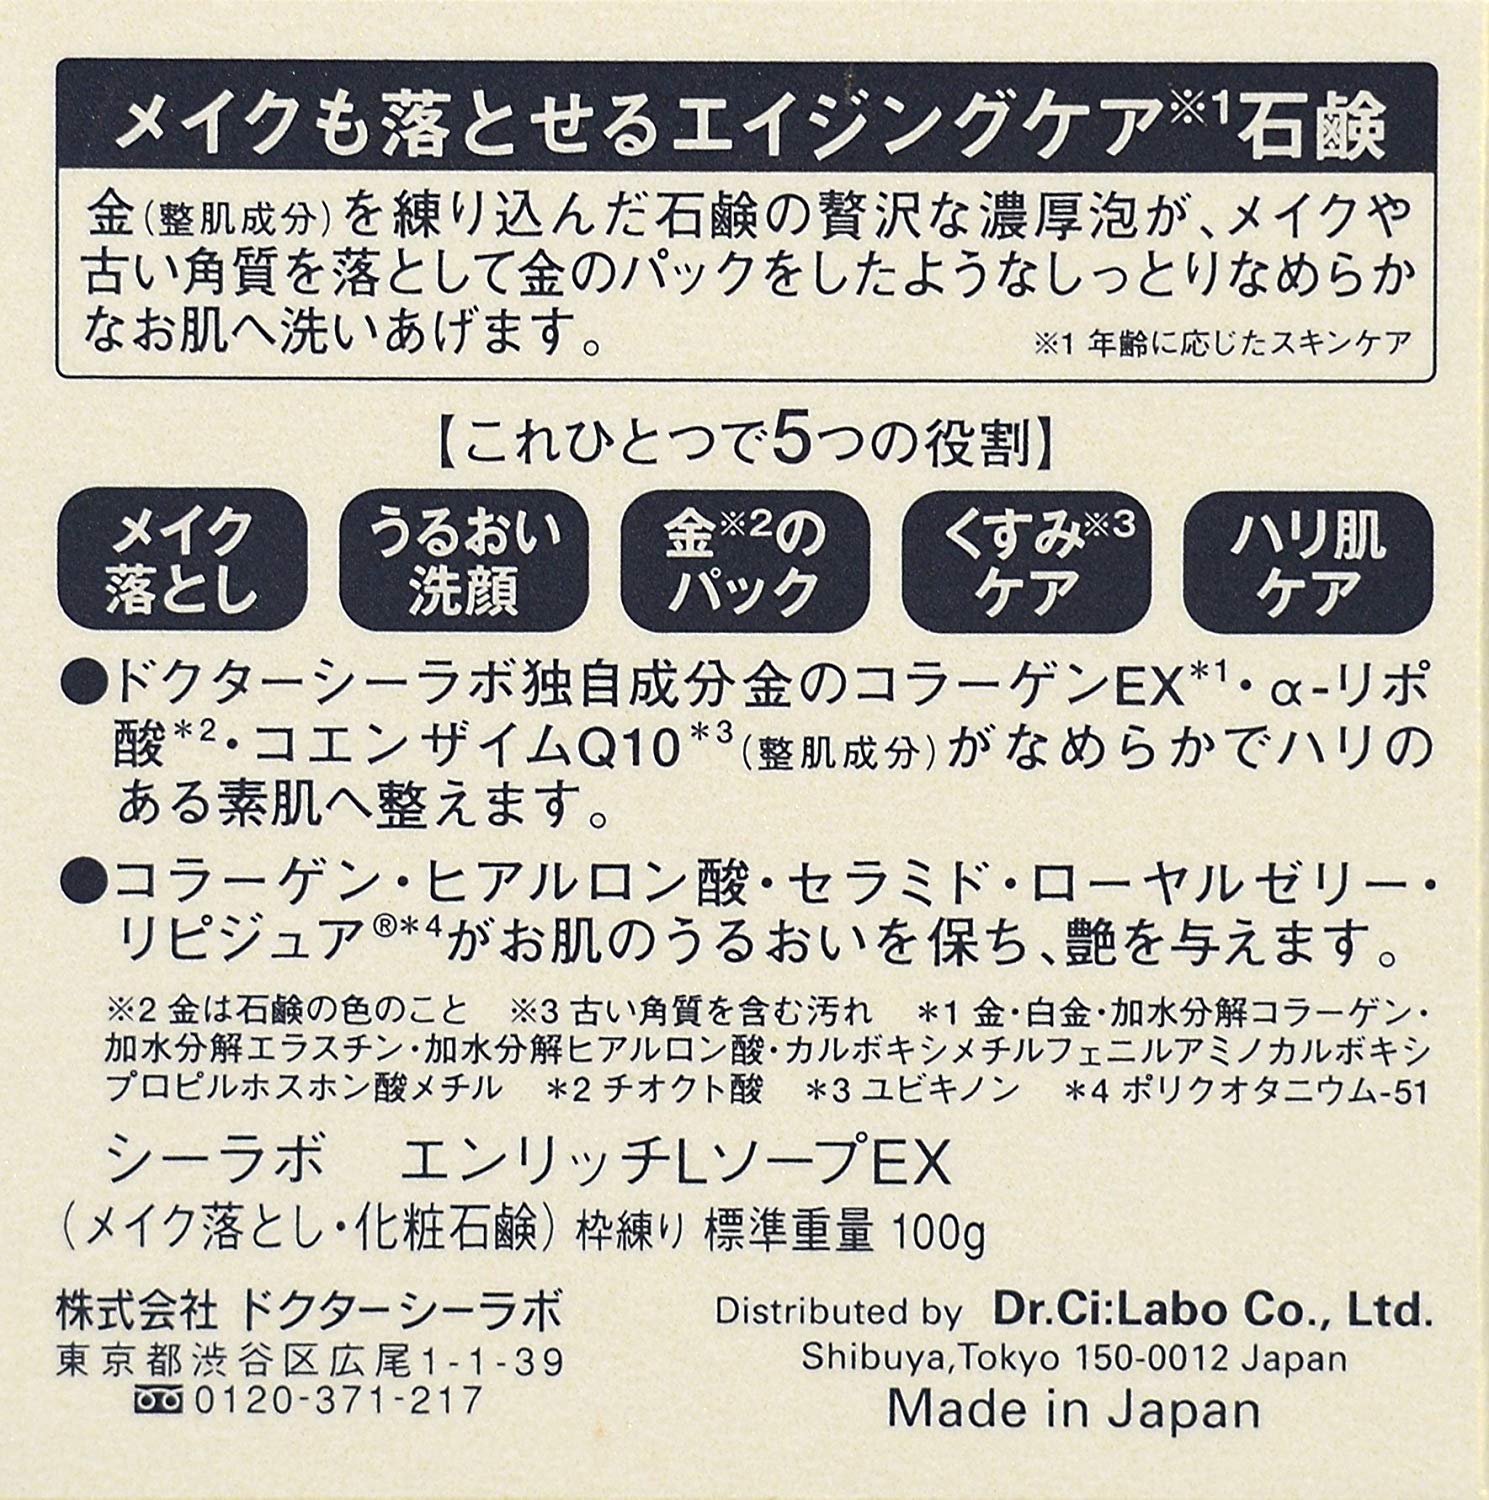 メイクも落とせるエイジングケア※1石鹸
金(整肌成分)を練り込んだ石鹸の贅沢な濃厚泡が、メイクや
古い角質を落として金のパックをしたようなしっとりなめらか
なお肌へ洗いあげます。
※1 年齢に応じたスキンケア
【これひとつで5つの役割】
メイク
落とし
うるおい
洗顔
金※2の
パック
くすみ※3
ケア
ハリ肌
ケア
●ドクターシーラボ独自成分金のコラーゲンEX*1・α-リポ
酸*2・コエンザイムQ10*3(整肌成分)がなめらかでハリの
ある素肌へ整えます。
●コラーゲン・ヒアルロン酸・セラミド・ローヤルゼリー・
リピジュア®*4がお肌のうるおいを保ち、艶を与えます。
※2 金は石鹸の色のこと ※3 古い角質を含む汚れ *1 金・白金・加水分解コラーゲン・
加水分解エラスチン・加水分解ヒアルロン酸・カルボキシメチルフェニルアミノカルボキシ
プロピルホスホン酸メチル *2 チオクト酸 *3 ユビキノン *4 ポリクオタニウム-51
シーラボ エンリッチLソープEX
(メイク落とし・化粧石鹸) 枠練り 標準重量 100g
株式会社 ドクターシーラボ
東京都渋谷区広尾1-1-39
0120-371-217
Distributed by Dr.Ci:Labo Co., Ltd.
Shibuya,Tokyo 150-0012 Japan
Made in Japan